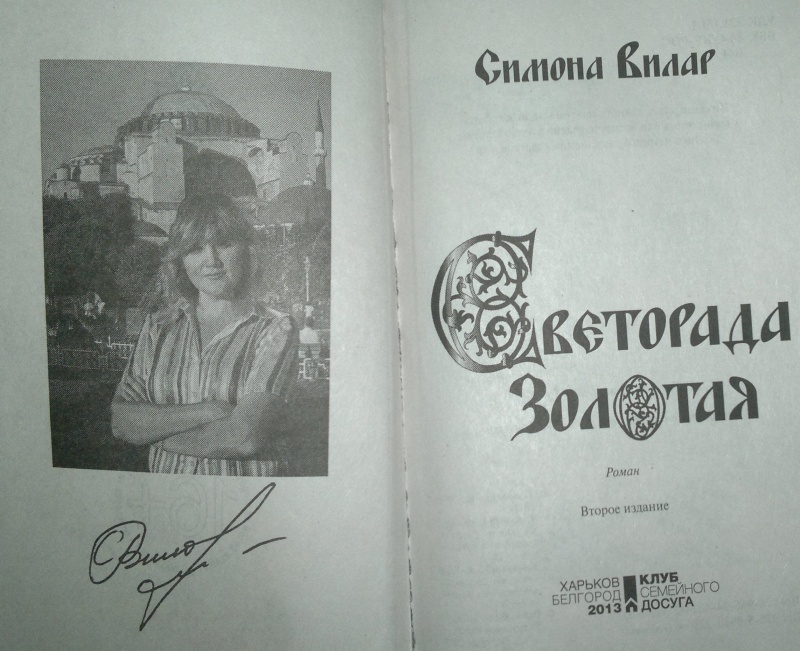 Симона Вилар
Светорада
Золотая
Роман
Второе издание
ХАРЬКОВ КЛУБ
БЕЛГОРОД СЕМЕЙНОГО
2013 ДОСУГА